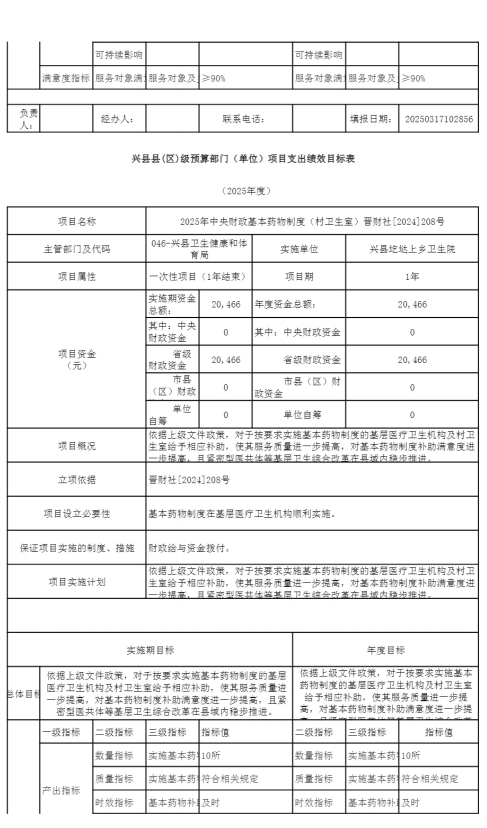 可持续影响 可持续影响
满意度指标 服务对象满 服务对象及 ≥90% 服务对象满 服务对象及 ≥90%
负责人： 经办人： 联系电话： 填报日期： 20250317102856
兴县县(区)级预算部门（单位）项目支出绩效目标表
（2025年度）
项目名称 2025年中央财政基本药物制度（村卫生室）晋财社[2024]208号
主管部门及代码 046-兴县卫生健康和体育局 实施单位 兴县圪垯上乡卫生院
项目属性 一次性项目（1年结束） 项目期 1年
项目资金（元）
实施期资金总额： 20,466 年度资金总额： 20,466
其中：中央财政资金 0 其中：中央财政资金 0
省级财政资金 20,466 省级财政资金 20,466
市县（区）财政 0 市县（区）财政资金 0
单位自筹 0 单位自筹 0
项目概况
依据上级文件政策，对于按要求实施基本药物制度的基层医疗卫生机构及村卫
生室给予相应补助，使其服务质量进一步提高，对基本药物制度补助满意度进
一步提高，且紧密型医共体等基层卫生综合改革在县域内稳步推进。
立项依据 晋财社[2024]208号
项目设立必要性 基本药物制度在基层医疗卫生机构顺利实施。
保证项目实施的制度、措施 财政给与资金拨付。
项目实施计划
依据上级文件政策，对于按要求实施基本药物制度的基层医疗卫生机构及村卫
生室给予相应补助，使其服务质量进一步提高，对基本药物制度补助满意度进
一步提高，且紧密型医共体等基层卫生综合改革在县域内稳步推进。
实施期目标 年度目标
总体目标
依据上级文件政策，对于按要求实施基本药物制度的基层
医疗卫生机构及村卫生室给予相应补助，使其服务质量进
一步提高，对基本药物制度补助满意度进一步提高，且紧
密型医共体等基层卫生综合改革在县域内稳步推进。
依据上级文件政策，对于按要求实施基本
药物制度的基层医疗卫生机构及村卫生室
给予相应补助，使其服务质量进一步提
高，对基本药物制度补助满意度进一步提
一级指标 二级指标 三级指标 指标值 二级指标 三级指标 指标值
产出指标
数量指标 实施基本药 10所 数量指标 实施基本药 10所
质量指标 实施基本药 符合相关规定 质量指标 实施基本药 符合相关规定
时效指标 基本药物补 及时 时效指标 基本药物补 及时